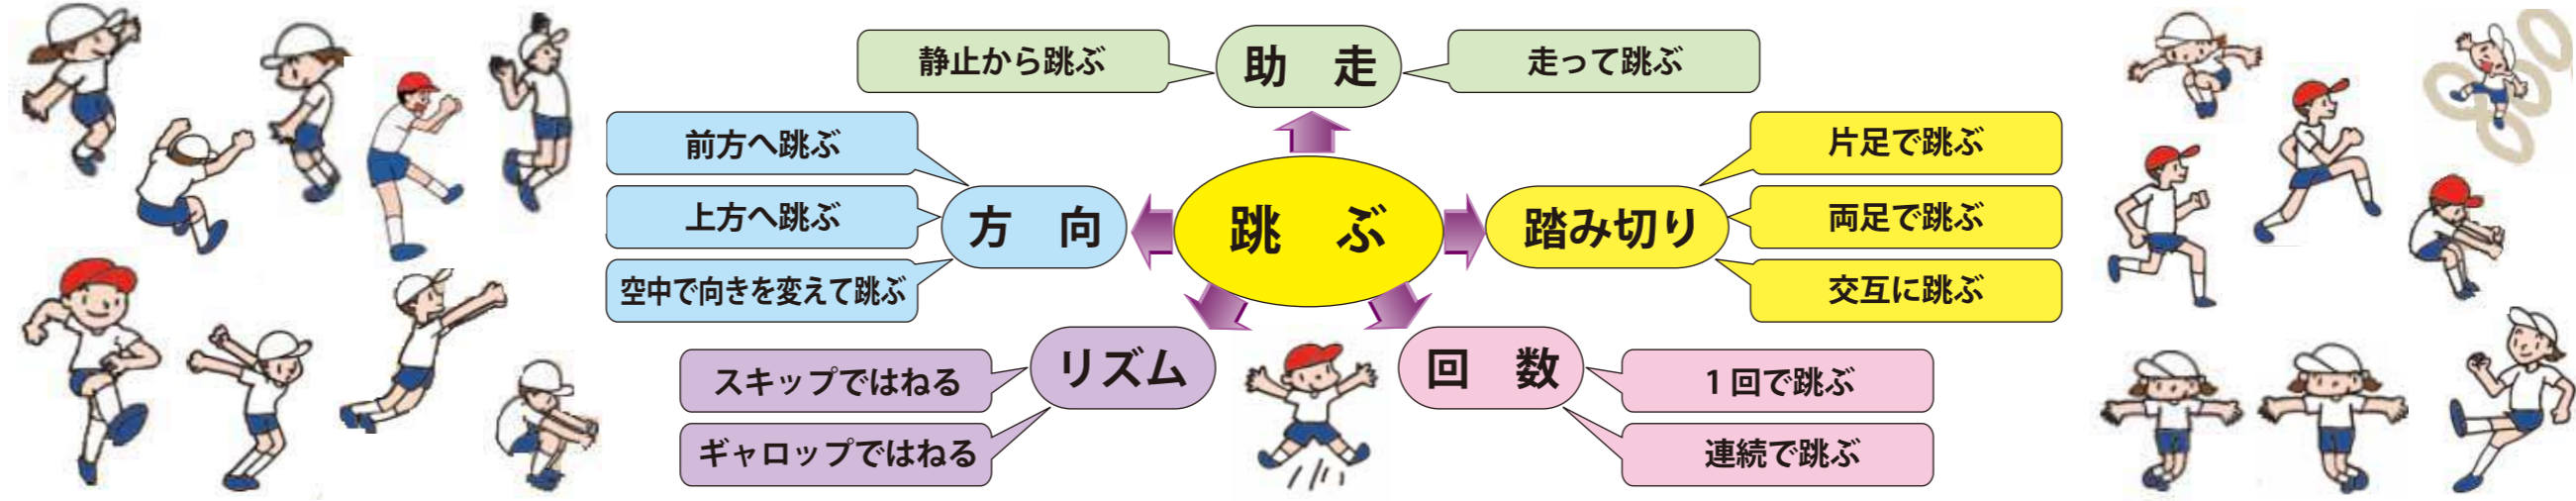 静止から跳ぶ
助 走
走って跳ぶ
前方へ跳ぶ
上方へ跳ぶ
空中で向きを変えて跳ぶ
方 向
跳 ぶ
踏み切り
片足で跳ぶ
両足で跳ぶ
交互に跳ぶ
リズム
スキップではねる
ギャロップではねる
回 数
1回で跳ぶ
連続で跳ぶ